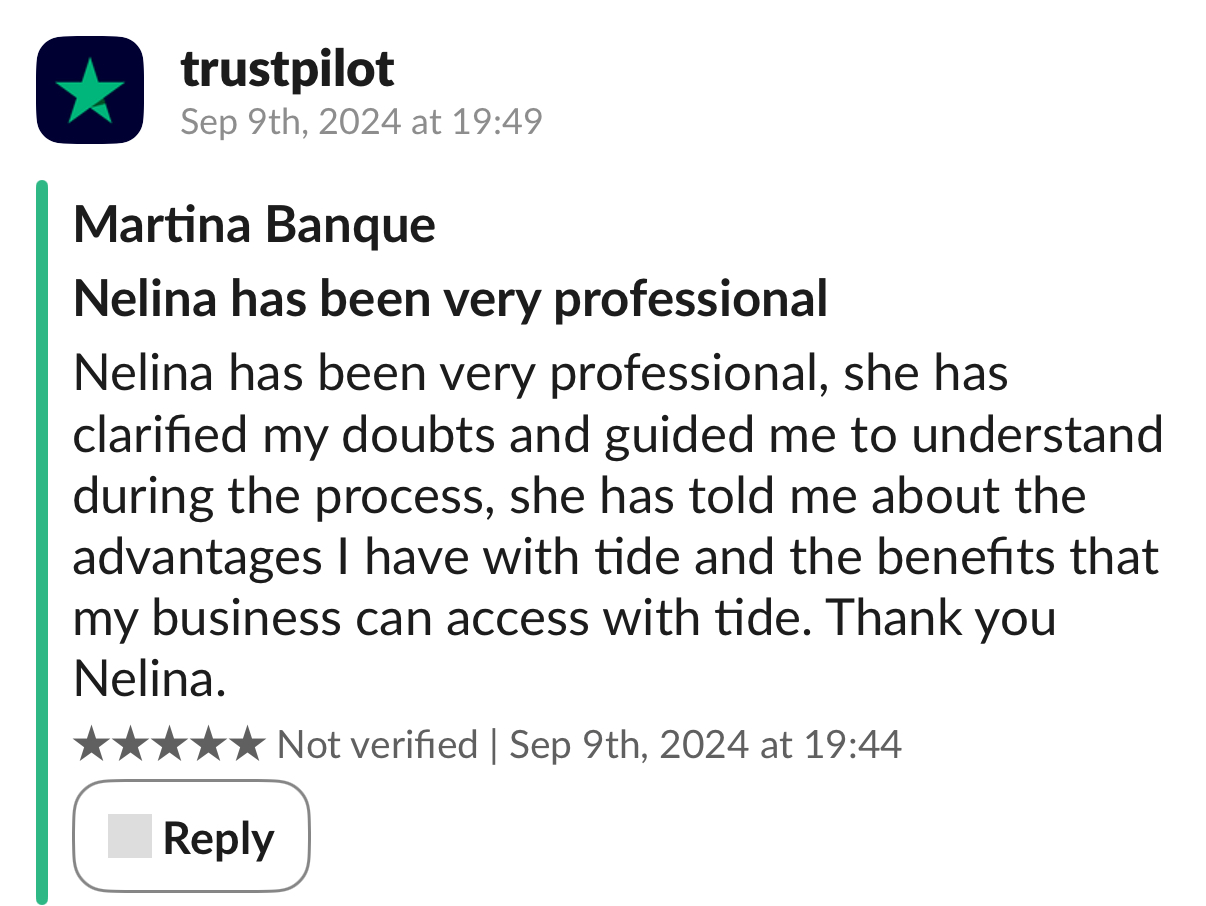 trustpilot
Sep 9th, 2024 at 19:49
Martina Banque
Nelina has been very professional
Nelina has been very professional, she has
clarified my doubts and guided me to understand
during the process, she has told me about the
advantages I have with tide and the benefits that
my business can access with tide. Thank you
Nelina.
★★★★★ Not verified | Sep 9th, 2024 at 19:44
Reply